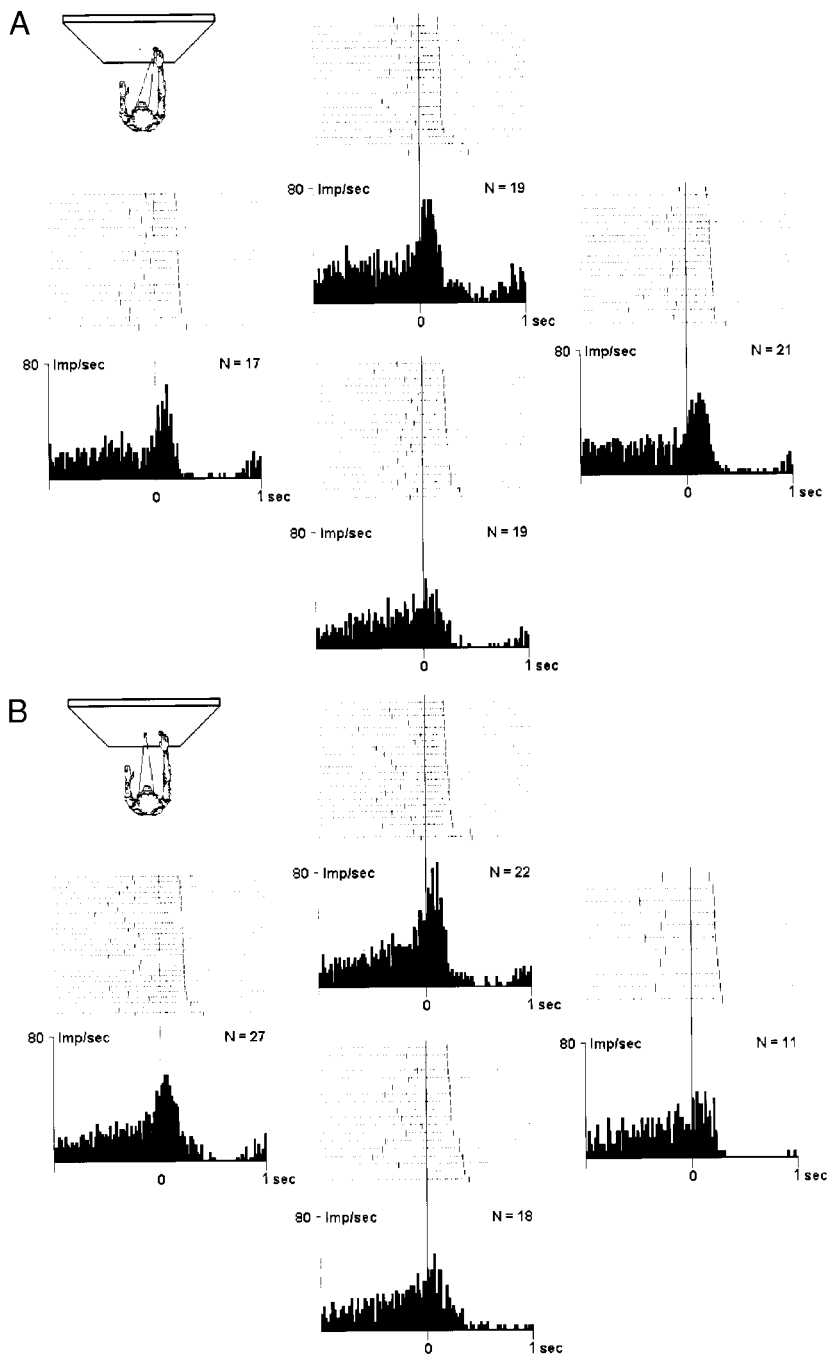 A
80 - Imp/sec N = 19
0 1 sec
80 Imp/sec N = 17
0 1 sec
80 Imp/sec N = 21
0 1 sec
80 - Imp/sec N = 19
0 1 sec
B
80 - Imp/sec N = 22
0 1 sec
80 Imp/sec N = 27
0 1 sec
80 Imp/sec N = 11
0 1 sec
80 - Imp/sec N = 18
0 1 sec